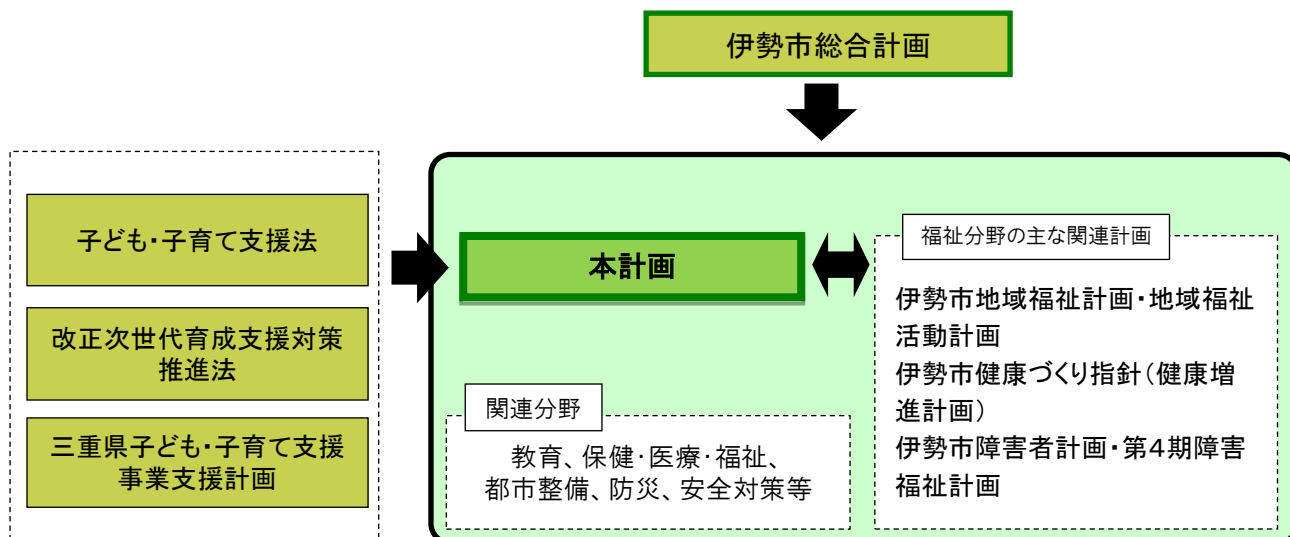 伊勢市総合計画
子ども・子育て支援法
改正次世代育成支援対策
推進法
三重県子ども・子育て支援
事業支援計画
本計画
関連分野
教育、保健・医療・福祉、
都市整備、防災、安全対策等
福祉分野の主な関連計画
伊勢市地域福祉計画・地域福祉
活動計画
伊勢市健康づくり指針（健康増
進計画）
伊勢市障害者計画・第４期障害
福祉計画